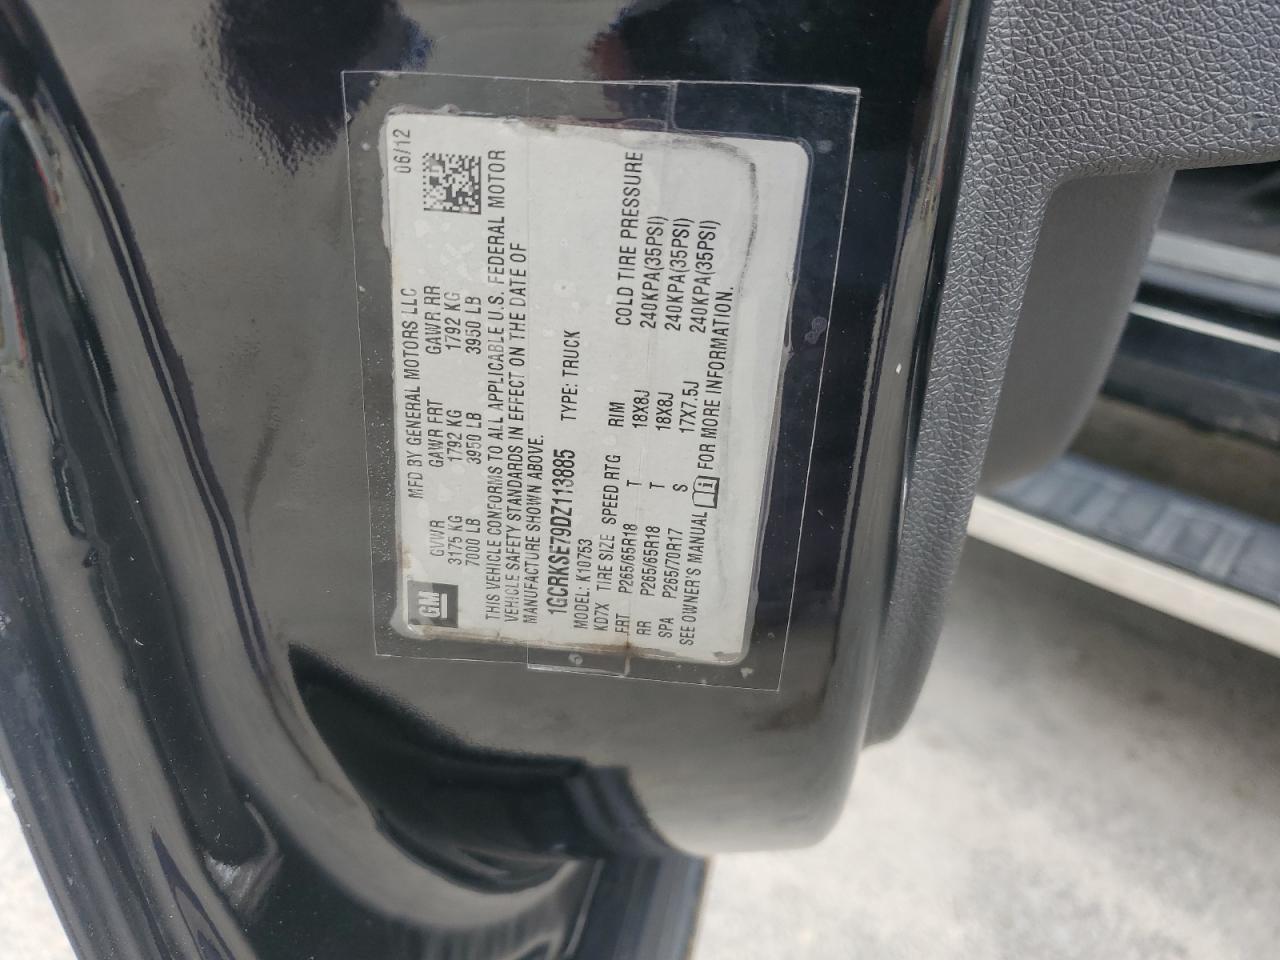 MFD BY GENERAL MOTORS LLC 06/12
GM
GVWR GAWR FRT GAWR RR
3175 KG 1792 KG 1792 KG
7000 LB 3950 LB 3950 LB
THIS VEHICLE CONFORMS TO ALL APPLICABLE U.S. FEDERAL MOTOR
VEHICLE SAFETY STANDARDS IN EFFECT ON THE DATE OF
MANUFACTURE SHOWN ABOVE.
1GCRKSE79DZ113885 TYPE: TRUCK
MODEL: K10753
KD7X TIRE SIZE SPEED RTG RIM COLD TIRE PRESSURE
FRT P265/65R18 T 18X8J 240KPA(35PSI)
RR P265/65R18 T 18X8J 240KPA(35PSI)
SPA P265/70R17 S 17X7.5J 240KPA(35PSI)
SEE OWNER'S MANUAL FOR MORE INFORMATION.